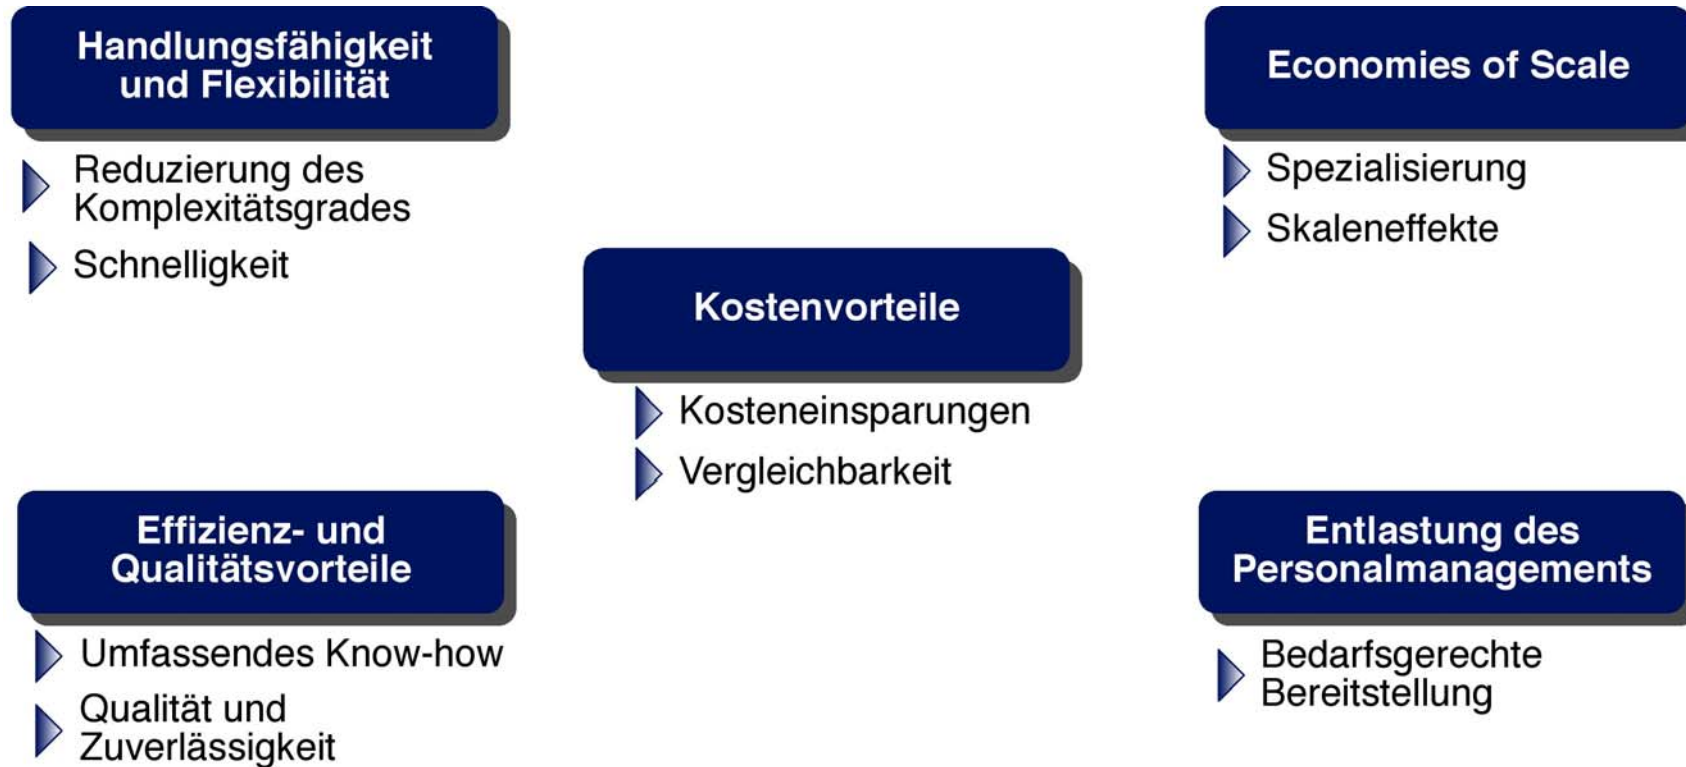 Handlungsfähigkeit
und Flexibilität
Reduzierung des
Komplexitätsgrades
Schnelligkeit
Economies of Scale
Spezialisierung
Skaleneffekte
Kostenvorteile
Kosteneinsparungen
Vergleichbarkeit
Effizienz- und
Qualitätsvorteile
Umfassendes Know-how
Qualität und
Zuverlässigkeit
Entlastung des
Personalmanagements
Bedarfsgerechte
Bereitstellung